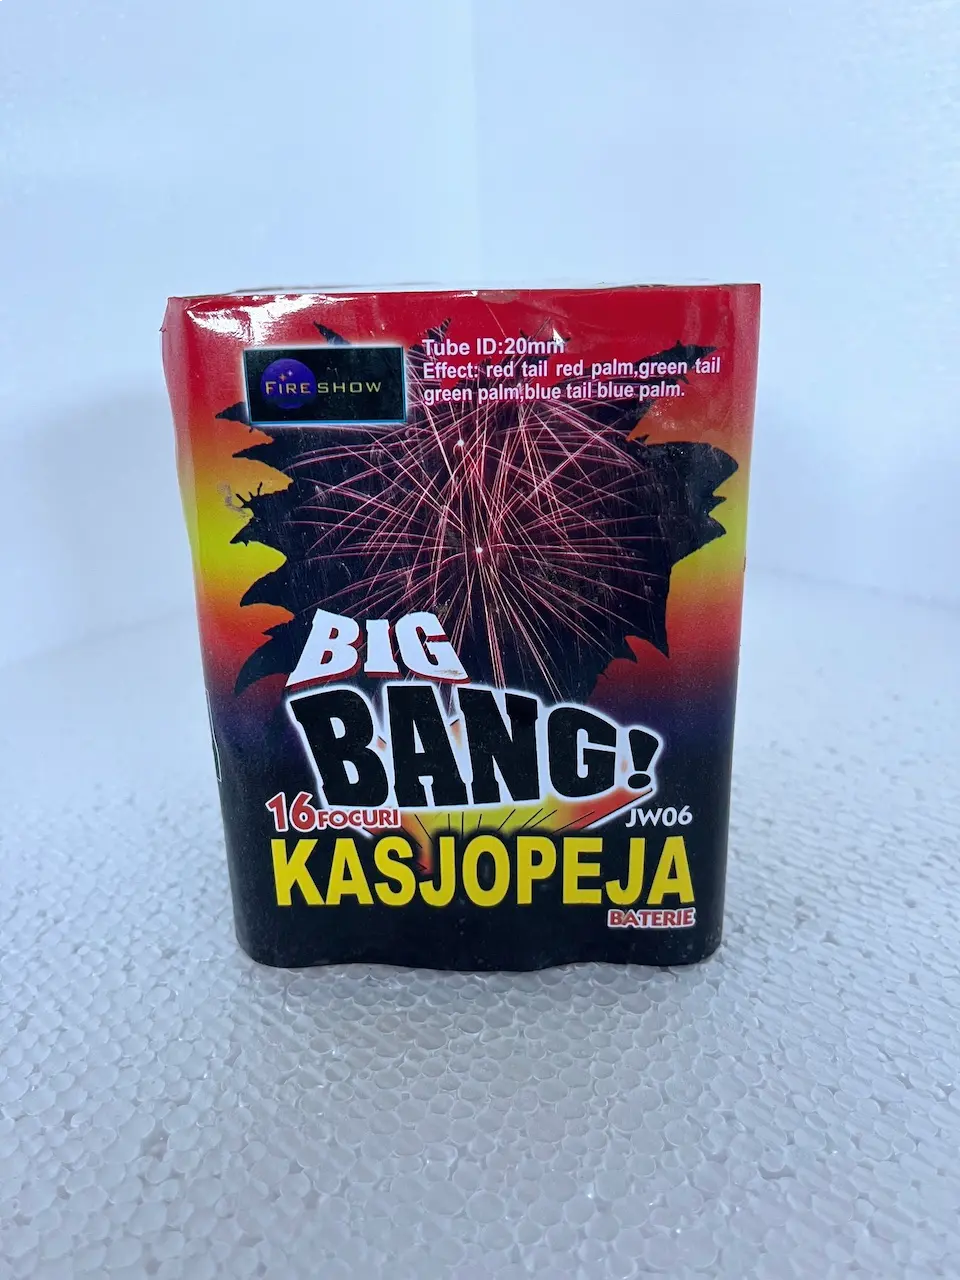 FIRE SHOW
Tube ID:20mm
Effect: red tail red palm,green tail
green palm,blue tail blue palm.
BIG
BANG!
16 FOCURI
JW06
KASJOPEJA
BATERIE